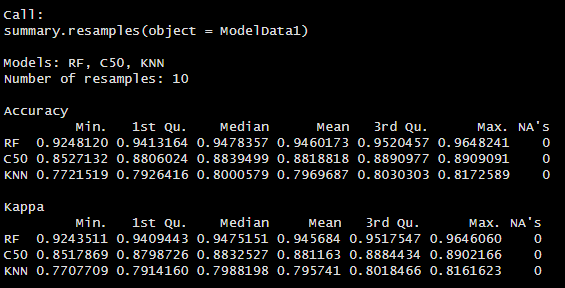 Call:
summary.resamples(object = ModelData1)
Models: RF, C50, KNN
Number of resamples: 10
Accuracy
Min. 1st Qu. Median Mean 3rd Qu. Max. NA's
RF 0.9248120 0.9413164 0.9478357 0.9460173 0.9520457 0.9648241 0
C50 0.8527132 0.8806024 0.8839499 0.8818818 0.8890977 0.8909091 0
KNN 0.7721519 0.7926416 0.8000579 0.7969687 0.8030303 0.8172589 0
Kappa
Min. 1st Qu. Median Mean 3rd Qu. Max. NA's
RF 0.9243511 0.9409443 0.9475151 0.945684 0.9517547 0.9646060 0
C50 0.8517869 0.8798726 0.8832527 0.881163 0.8884434 0.8902166 0
KNN 0.7707709 0.7914160 0.7988198 0.795741 0.8018466 0.8161623 0